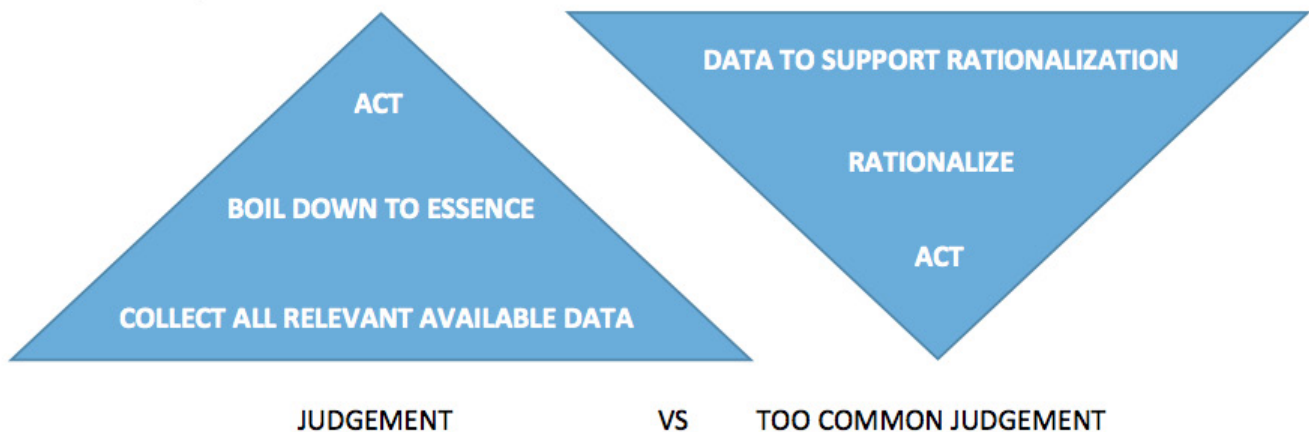 ACT
BOIL DOWN TO ESSENCE
COLLECT ALL RELEVANT AVAILABLE DATA
DATA TO SUPPORT RATIONALIZATION
RATIONALIZE
ACT
JUDGEMENT VS TOO COMMON JUDGEMENT